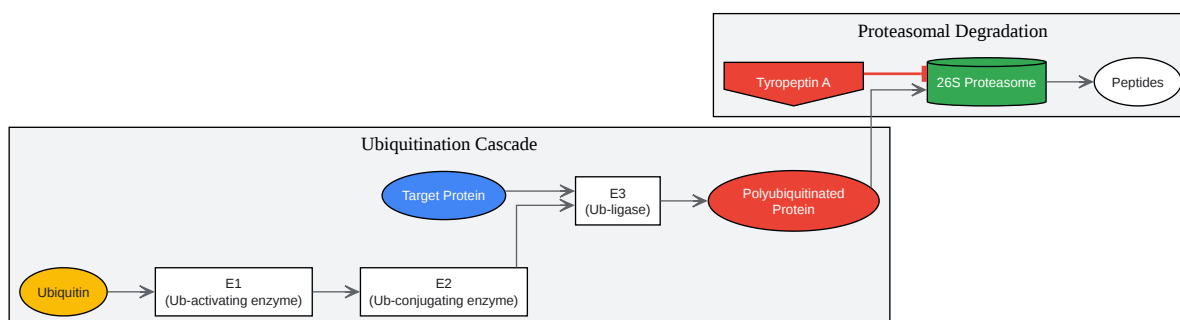 Proteasomal Degradation
Tyropeptin A
26S Proteasome
Peptides
Ubiquitination Cascade
Target Protein
E3
(Ub-ligase)
Polyubiquitinated
Protein
Ubiquitin
E1
(Ub-activating enzyme)
E2
(Ub-conjugating enzyme)